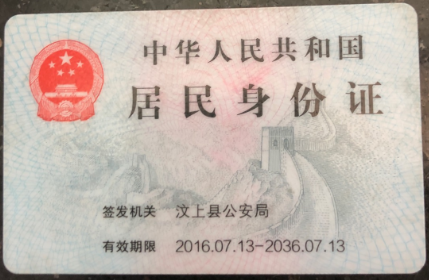 中华人民共和国
居民身份证
签发机关 汶上县公安局
有效期限 2016.07.13-2036.07.13